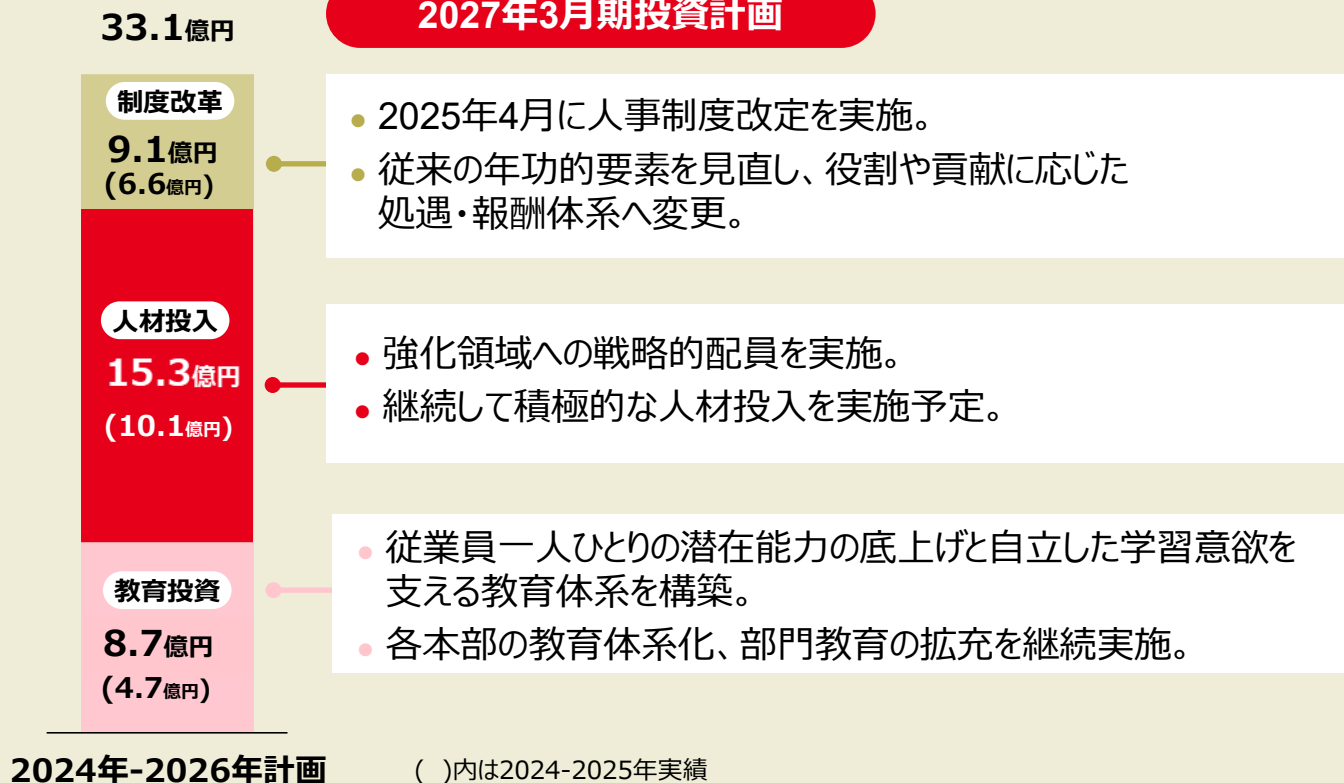 2027年3月期投資計画
33.1億円
制度改革
9.1億円
(6.6億円)
● 2025年4月に人事制度改定を実施。
● 従来の年功的要素を見直し、役割や貢献に応じた
処遇・報酬体系へ変更。
人材投入
15.3億円
(10.1億円)
● 強化領域への戦略的配員を実施。
● 継続して積極的な人材投入を実施予定。
教育投資
8.7億円
(4.7億円)
● 従業員一人ひとりの潜在能力の底上げと自立した学習意欲を
支える教育体系を構築。
● 各本部の教育体系化、部門教育の拡充を継続実施。
2024年-2026年計画
( )内は2024-2025年実績